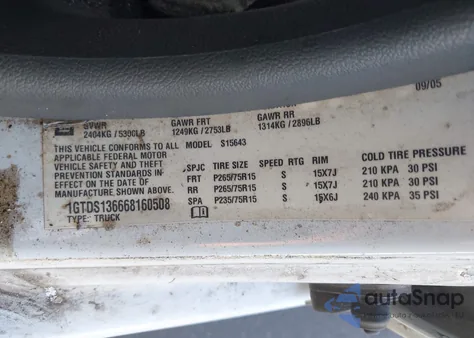 09/05
GVWR GAWR FRT GAWR RR
2404KG / 5300LB 1249KG / 2753LB 1314KG / 2896LB
THIS VEHICLE CONFORMS TO ALL MODEL S15643
APPLICABLE FEDERAL MOTOR
VEHICLE SAFETY AND THEFT
PREVENTION STANDARDS IN
EFFECT ON THE DATE OF
MANUFACTURE SHOWN ABOVE.
1GTDS136668160508
TYPE: TRUCK
SPJC TIRE SIZE SPEED RTG RIM COLD TIRE PRESSURE
FRT P265/75R15 S 15X7J 210 KPA 30 PSI
RR P265/75R15 S 15X7J 210 KPA 30 PSI
SPA P235/75R15 S 15X6J 240 KPA 35 PSI
autoSnap